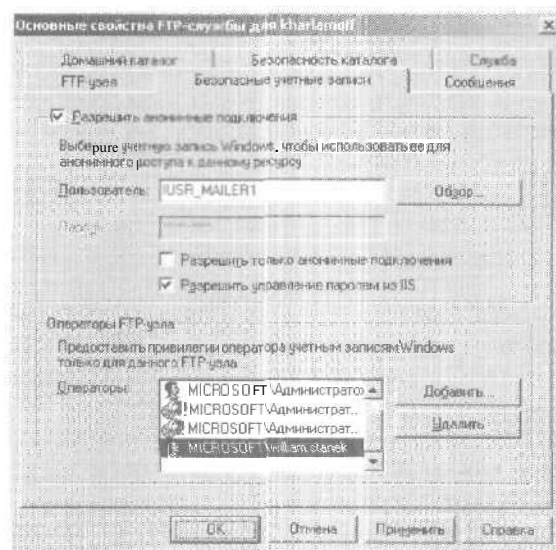 Основные свойства FTP-службы для kharlamoff
Домашний каталог Безопасность каталога Служба
FTP-узел Безопасные учетные записи Сообщения
Разрешить анонимные подключения
Выбеpure учетную запись Windows, чтобы использовать ее для
анонимного доступа к данному ресурсу
Пользователь: IUSR_MAILER1 Обзор...
Пароль:
Разрешить только анонимные подключения
Разрешить управление паролем из IIS
Операторы FTP-узла
Предоставить привилегии оператора учетным записям Windows
только для данного FTP-узла.
Операторы: MICROSOFT\Администратор Добавить...
!MICROSOFT\Администрат...
MICROSOFT\Администрат... Удалить
MICROSOFT\william.stanek
OK Отмена Применить Справка